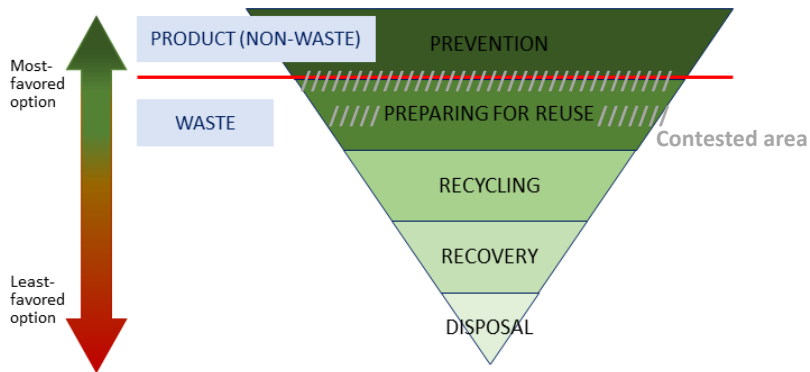 PRODUCT (NON-WASTE)
PREVENTION
Most-
favored
option
WASTE
PREPARING FOR REUSE
Contested area
RECYCLING
RECOVERY
Least-
favored
option
DISPOSAL